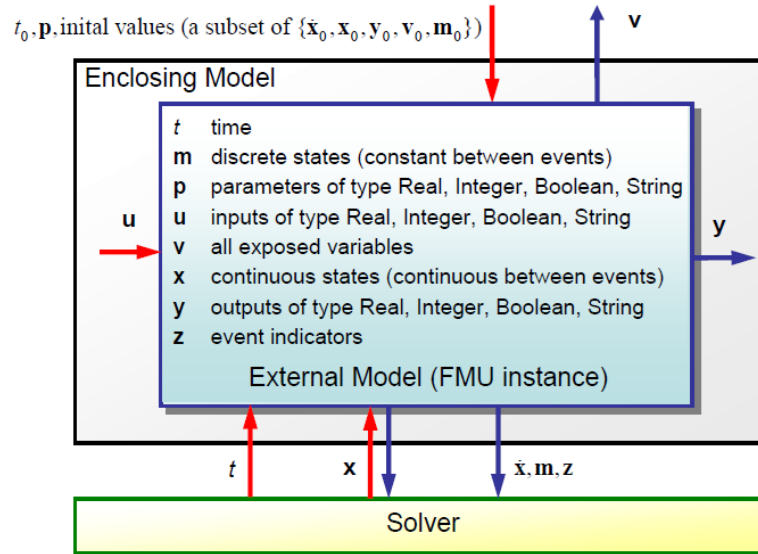 t₀, p, inital values (a subset of {ẋ₀, x₀, y₀, v₀, m₀})
v
Enclosing Model
t time
m discrete states (constant between events)
p parameters of type Real, Integer, Boolean, String
u inputs of type Real, Integer, Boolean, String
v all exposed variables
x continuous states (continuous between events)
y outputs of type Real, Integer, Boolean, String
z event indicators
u
y
External Model (FMU instance)
t
x
ẋ, m, z
Solver